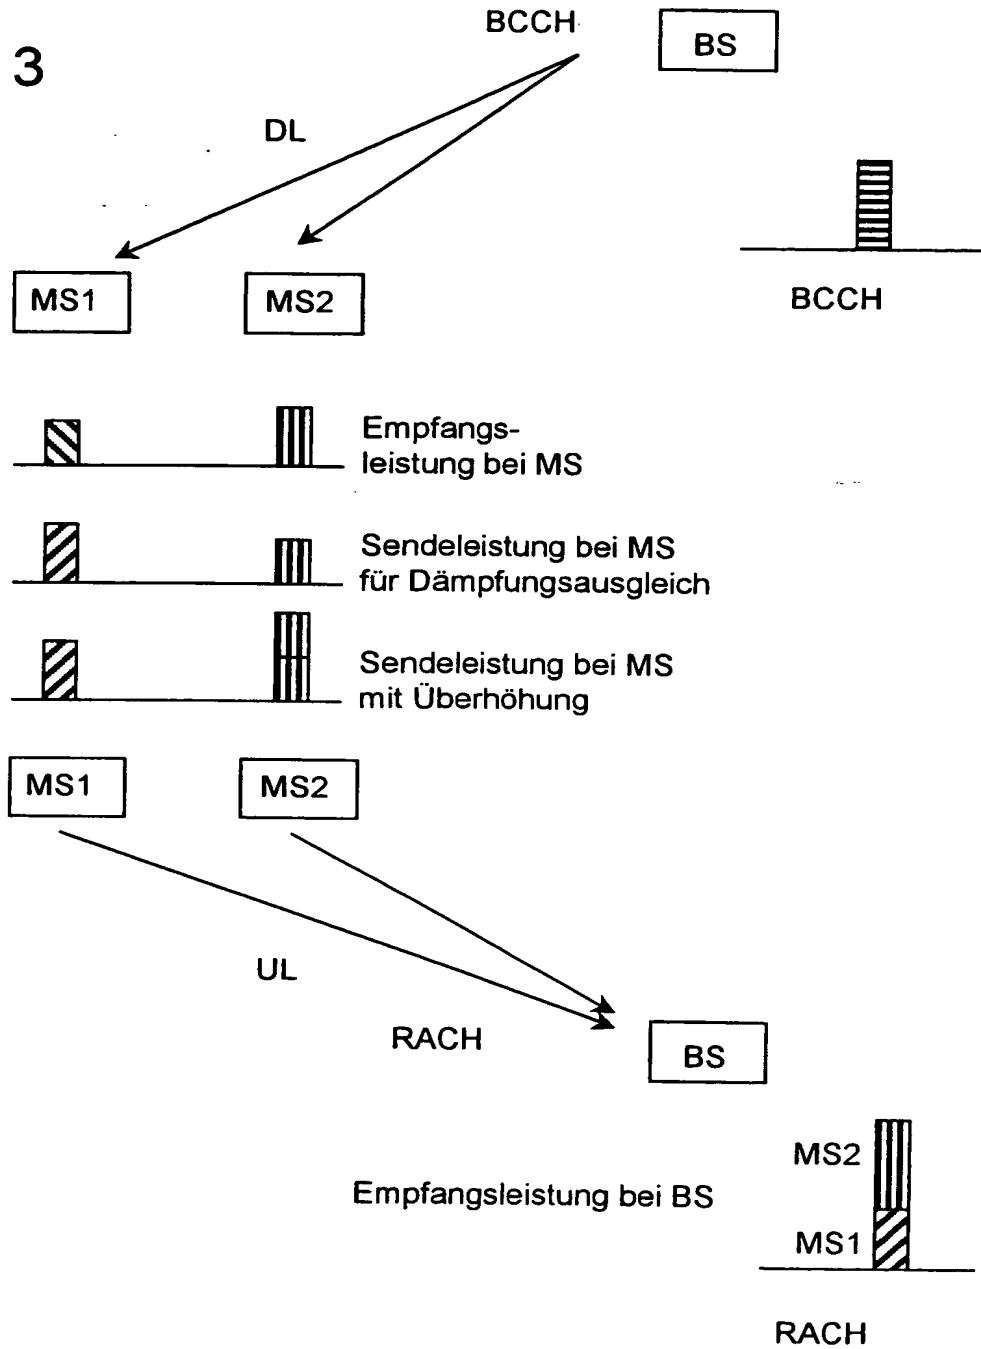 BCCH
BS
3
DL
MS1
MS2
BCCH
Empfangs-
leistung bei MS
Sendeleistung bei MS
für Dämpfungsausgleich
Sendeleistung bei MS
mit Überhöhung
MS1
MS2
UL
RACH
BS
MS2
Empfangsleistung bei BS
MS1
RACH